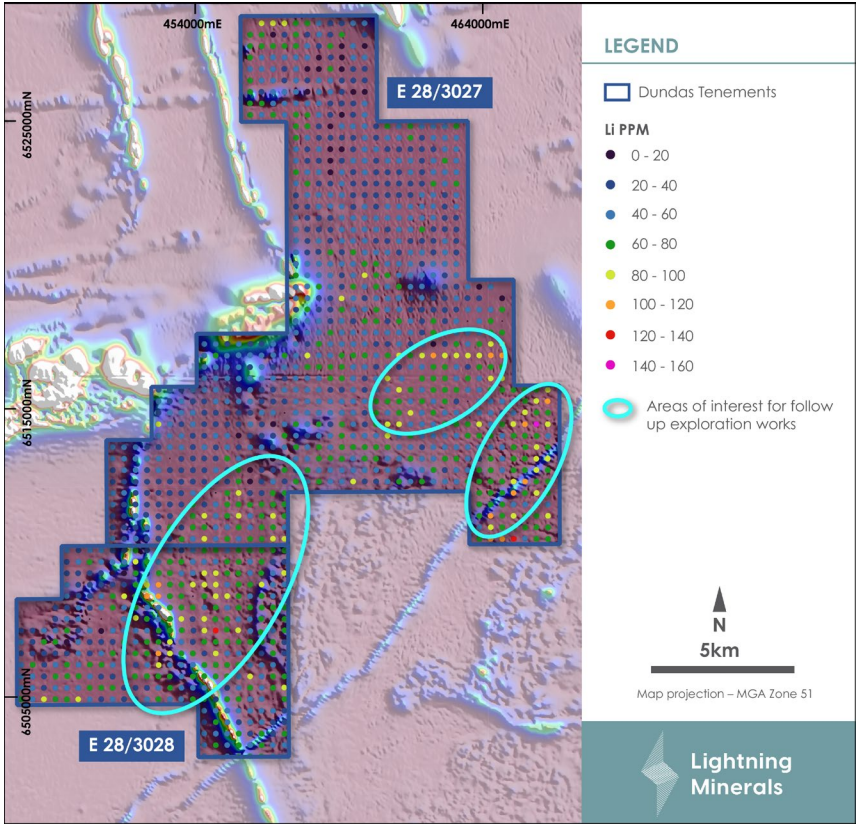 454000mE
464000mE
6525000mN
6515000mN
6505000mN
E 28/3027
E 28/3028
LEGEND
Dundas Tenements
Li PPM
0 - 20
20 - 40
40 - 60
60 - 80
80 - 100
100 - 120
120 - 140
140 - 160
Areas of interest for follow
up exploration works
N
5km
Map projection – MGA Zone 51
Lightning
Minerals